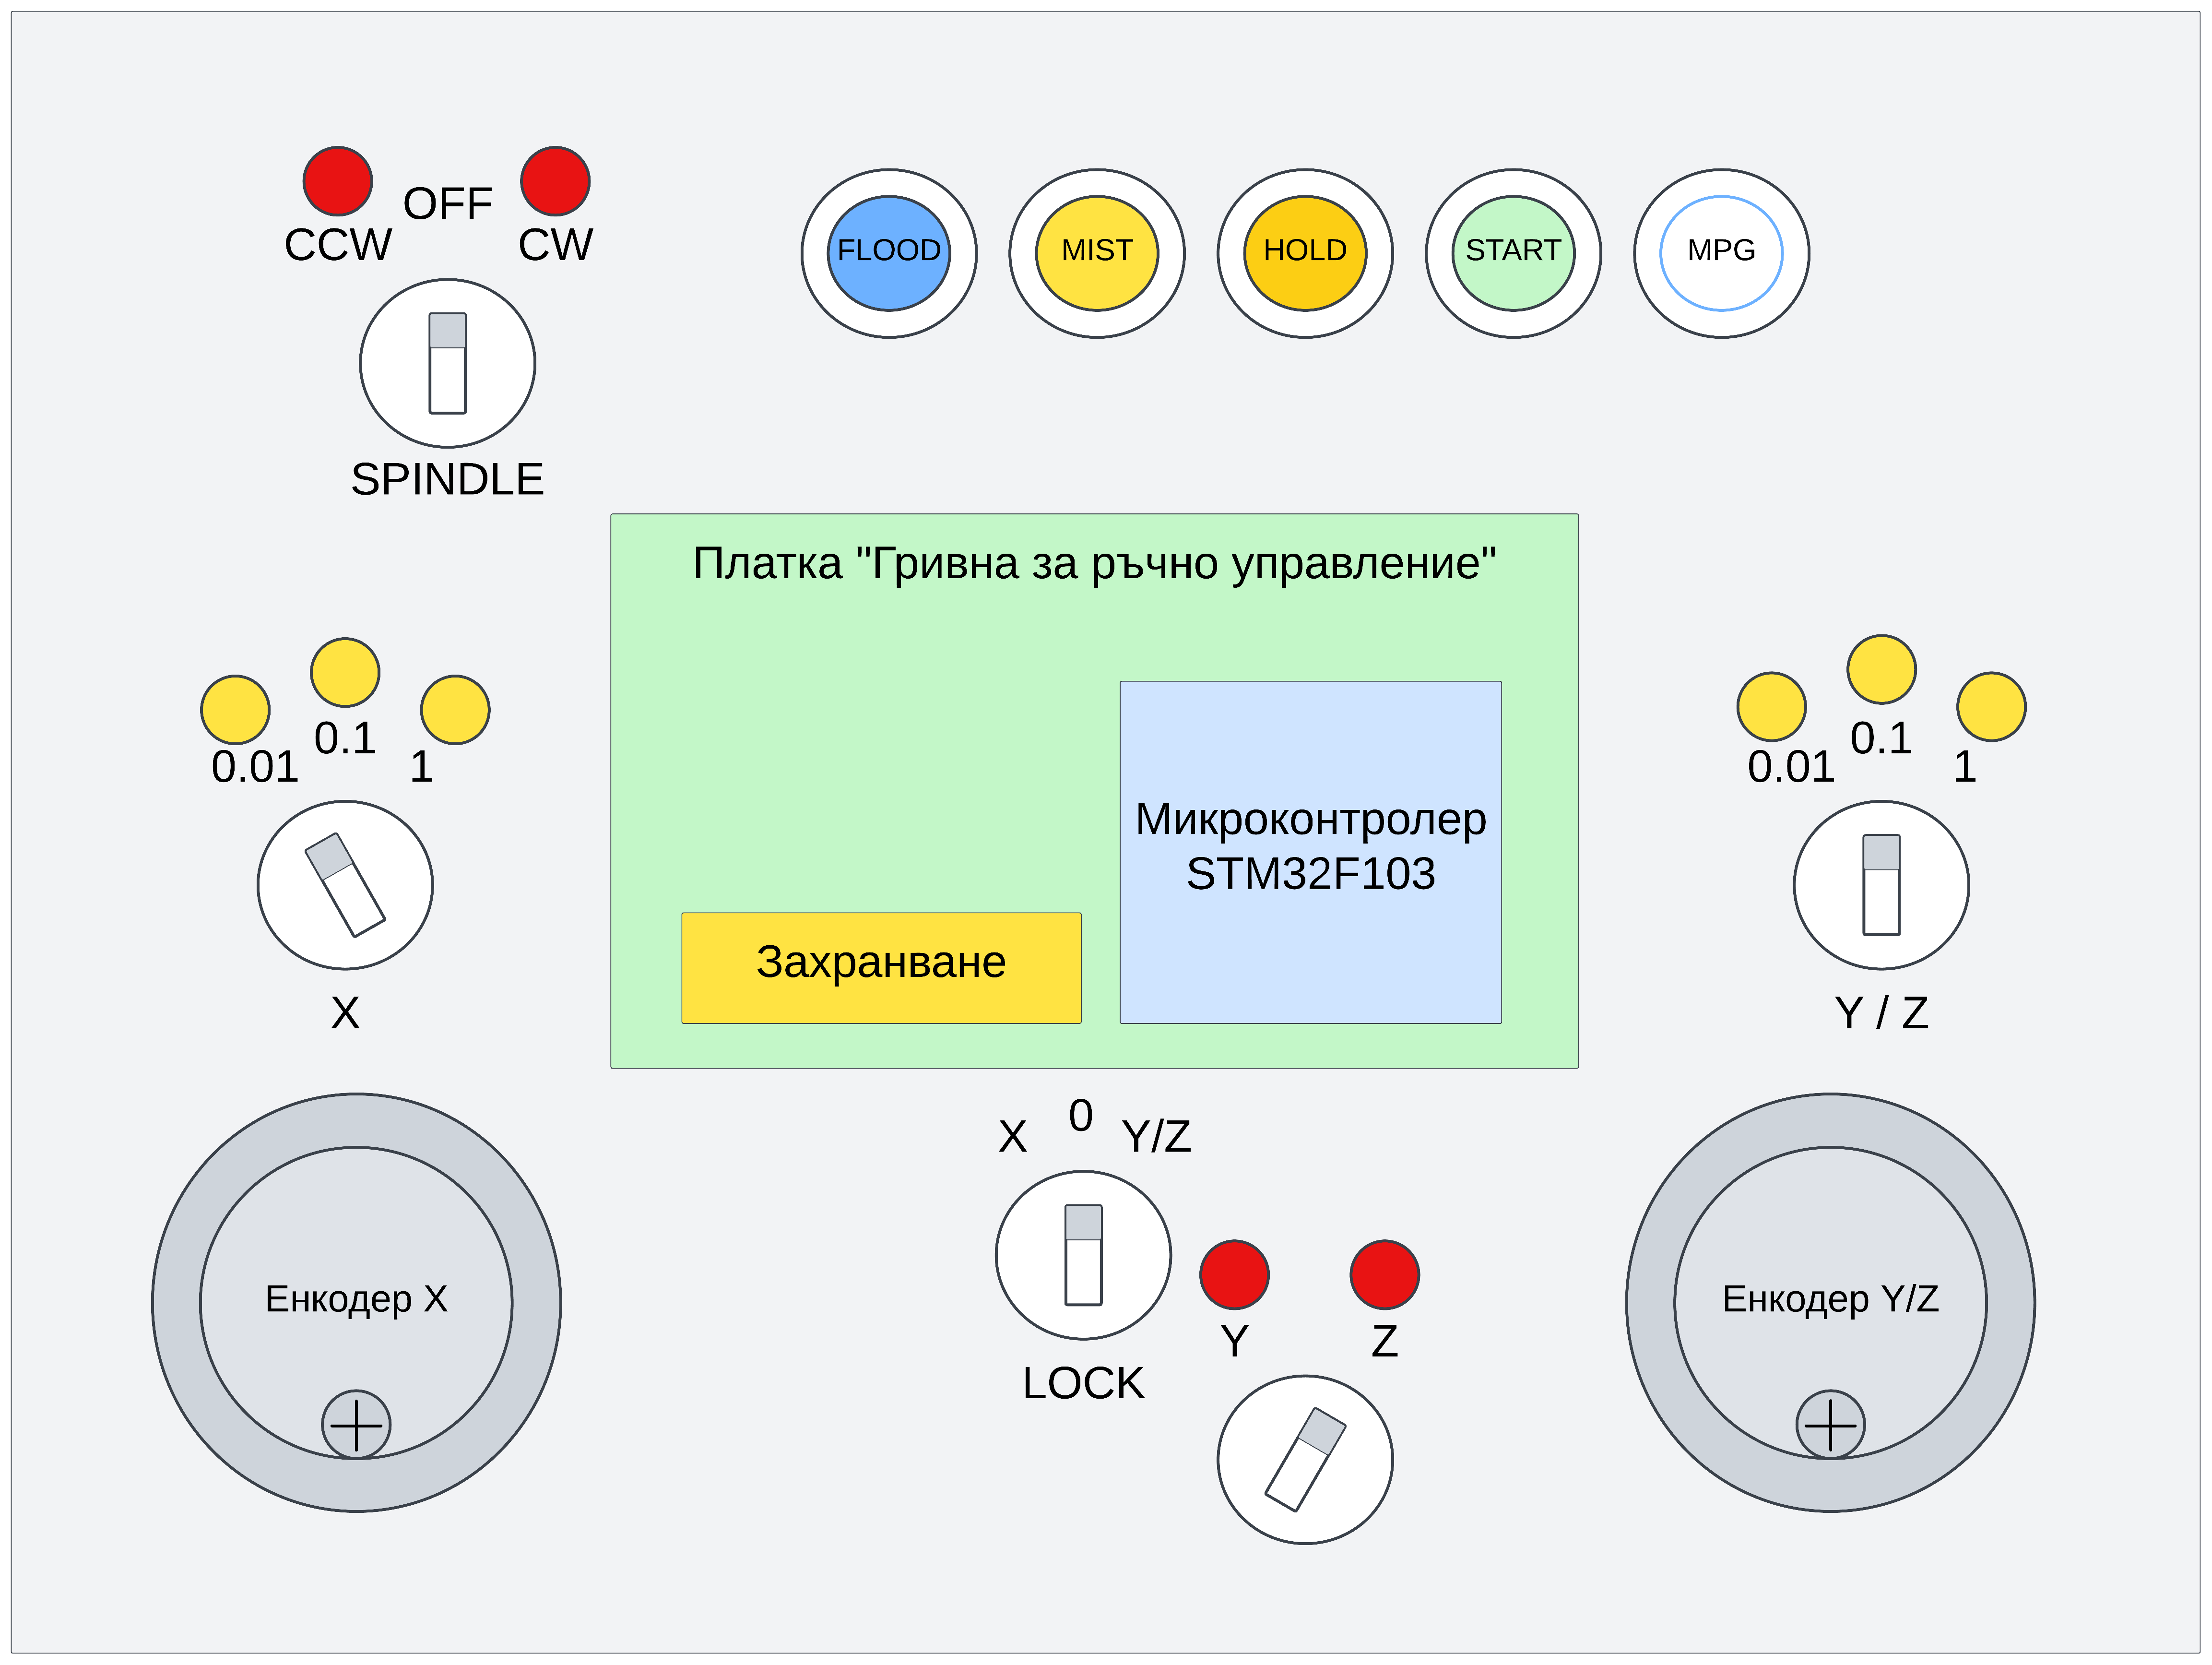 OFF
CCW
CW
SPINDLE
FLOOD
MIST
HOLD
START
MPG
Платка "Гривна за ръчно управление"
Микроконтролер
STM32F103
Захранване
0.01
0.1
1
X
0.01
0.1
1
Y / Z
X
0
Y/Z
LOCK
Y
Z
Енкодер X
Енкодер Y/Z